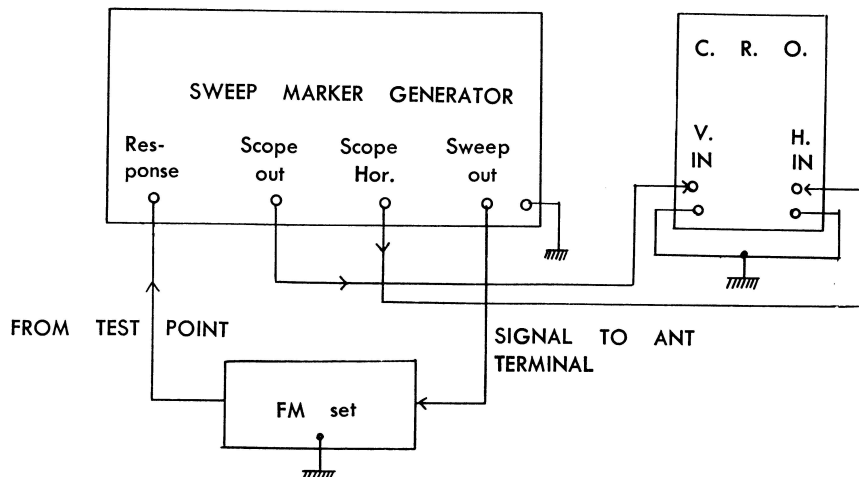 SWEEP MARKER GENERATOR
Res-
ponse
Scope
out
Scope
Hor.
Sweep
out
C. R. O.
V.
IN
H.
IN
FROM TEST POINT
SIGNAL TO ANT
TERMINAL
FM set